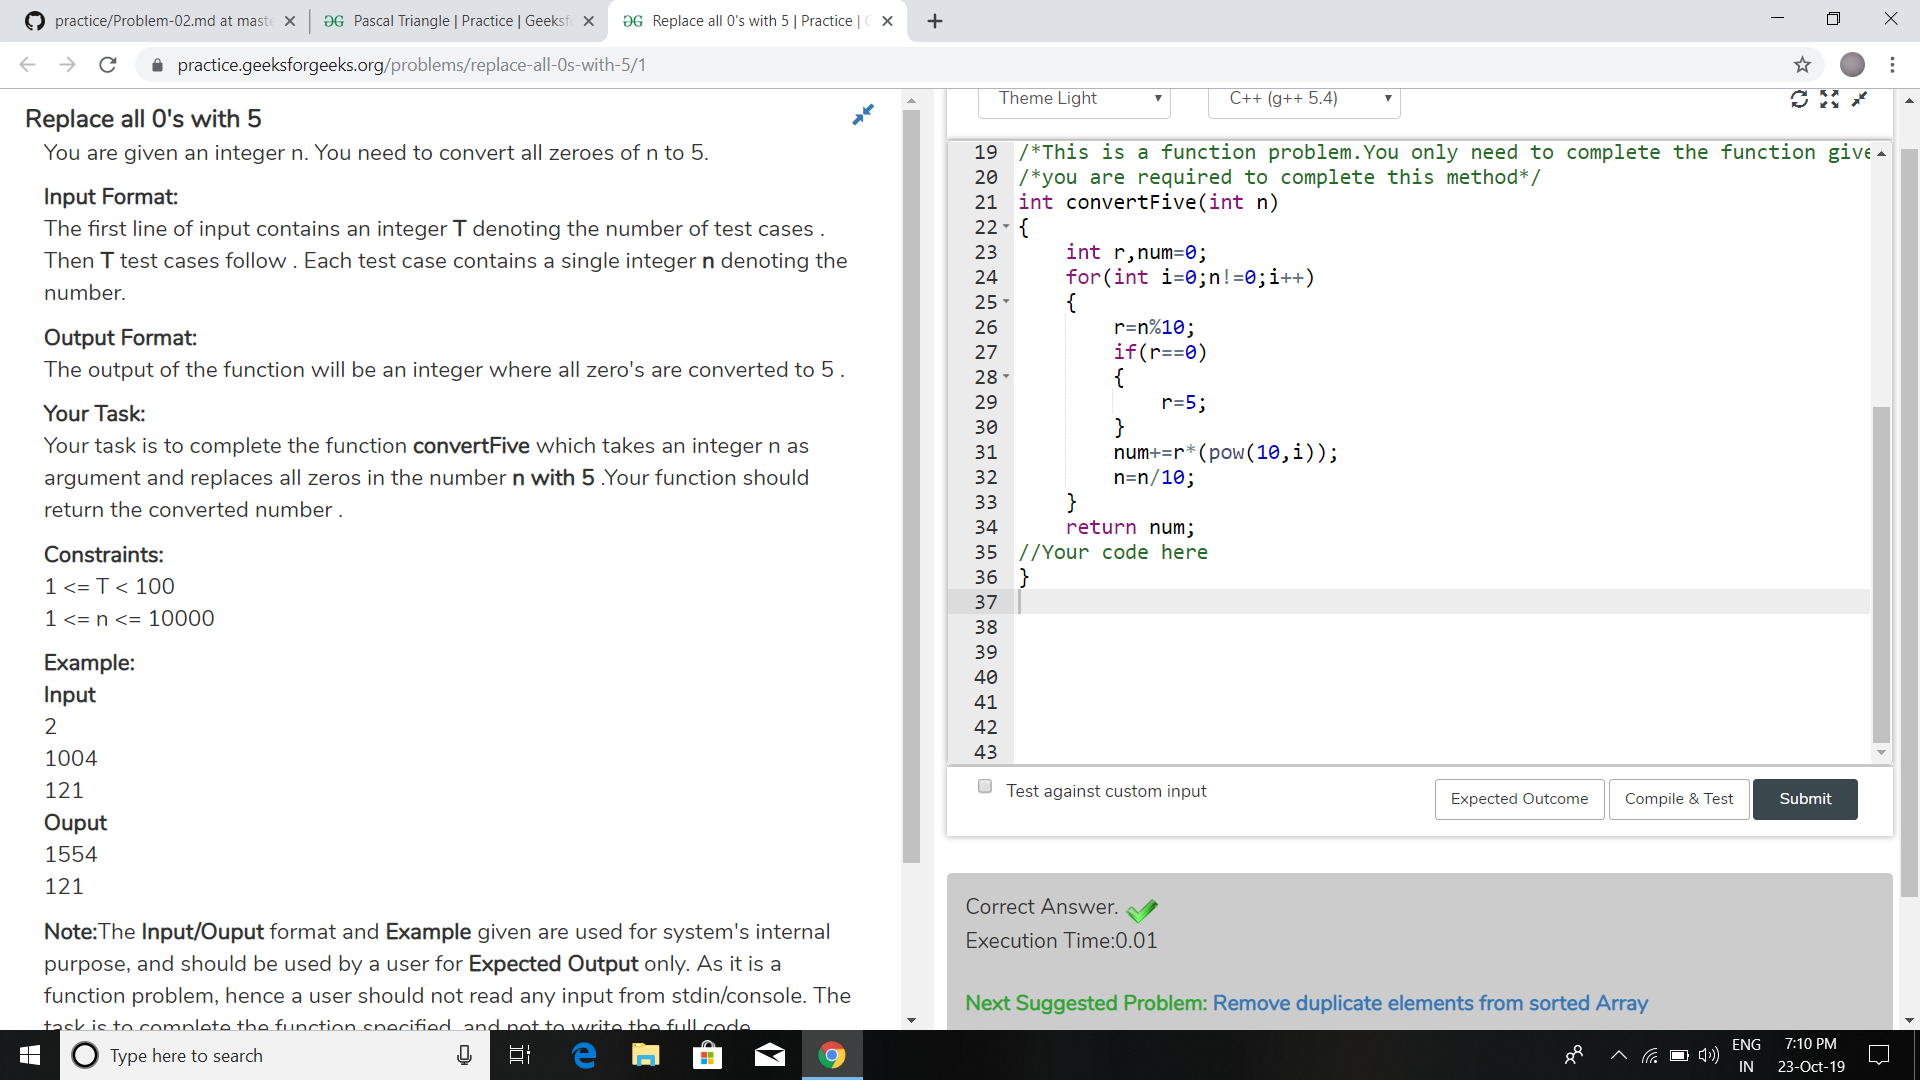 practice/Problem-02.md at maste
Pascal Triangle | Practice | Geeksf
Replace all 0's with 5 | Practice |
practice.geeksforgeeks.org/problems/replace-all-0s-with-5/1
Replace all 0's with 5
You are given an integer n. You need to convert all zeroes of n to 5.
Input Format:
The first line of input contains an integer T denoting the number of test cases .
Then T test cases follow . Each test case contains a single integer n denoting the
number.
Output Format:
The output of the function will be an integer where all zero's are converted to 5 .
Your Task:
Your task is to complete the function convertFive which takes an integer n as
argument and replaces all zeros in the number n with 5 .Your function should
return the converted number .
Constraints:
1 <= T < 100
1 <= n <= 10000
Example:
Input
2
1004
121
Ouput
1554
121
Note:The Input/Ouput format and Example given are used for system's internal
purpose, and should be used by a user for Expected Output only. As it is a
function problem, hence a user should not read any input from stdin/console. The
task is to complete the function specified, and not to write the full code.
Theme Light
C++ (g++ 5.4)
19 /*This is a function problem.You only need to complete the function give
20 /*you are required to complete this method*/
21 int convertFive(int n)
22 {
23 int r,num=0;
24 for(int i=0;n!=0;i++)
25 {
26 r=n%10;
27 if(r==0)
28 {
29 r=5;
30 }
31 num+=r*(pow(10,i));
32 n=n/10;
33 }
34 return num;
35 //Your code here
36 }
37
38
39
40
41
42
43
Test against custom input
Expected Outcome
Compile & Test
Submit
Correct Answer.
Execution Time:0.01
Next Suggested Problem: Remove duplicate elements from sorted Array
Type here to search
ENG
IN
7:10 PM
23-Oct-19